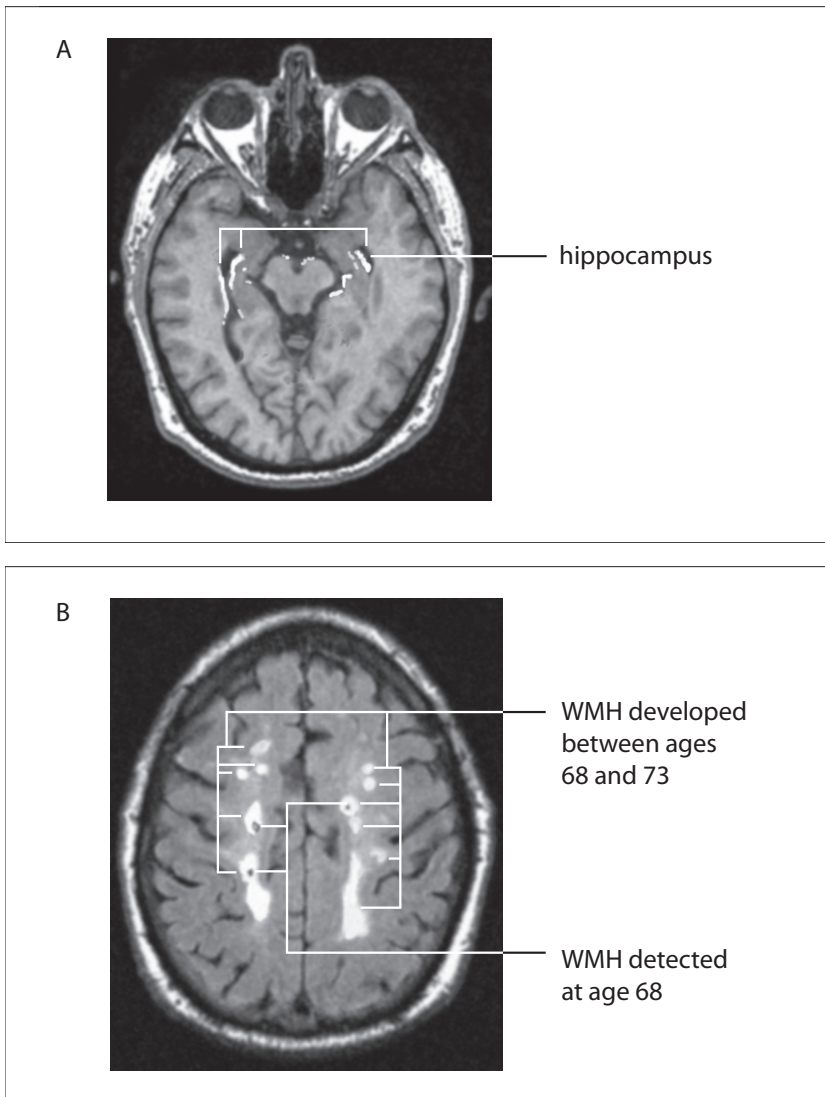 A
hippocampus
B
WMH developed
between ages
68 and 73
WMH detected
at age 68